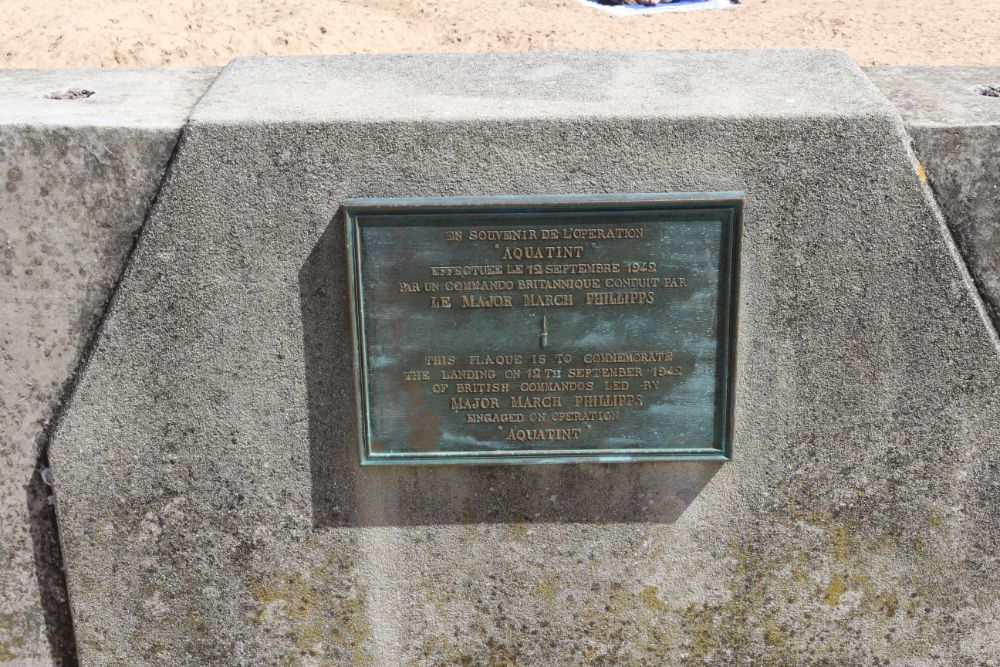 EN SOUVENIR DE L'OPERATION
"AQUATINT"
EFFECTUEE LE 12 SEPTEMBRE 1942
PAR UN COMMANDO BRITANNIQUE CONDUIT PAR
LE MAJOR MARCH PHILLIPPS
THIS PLAQUE IS TO COMMEMORATE
THE LANDING ON 12TH SEPTEMBER 1942
OF BRITISH COMMANDOS LED BY
MAJOR MARCH PHILLIPPS
ENGAGED ON OPERATION
"AQUATINT"